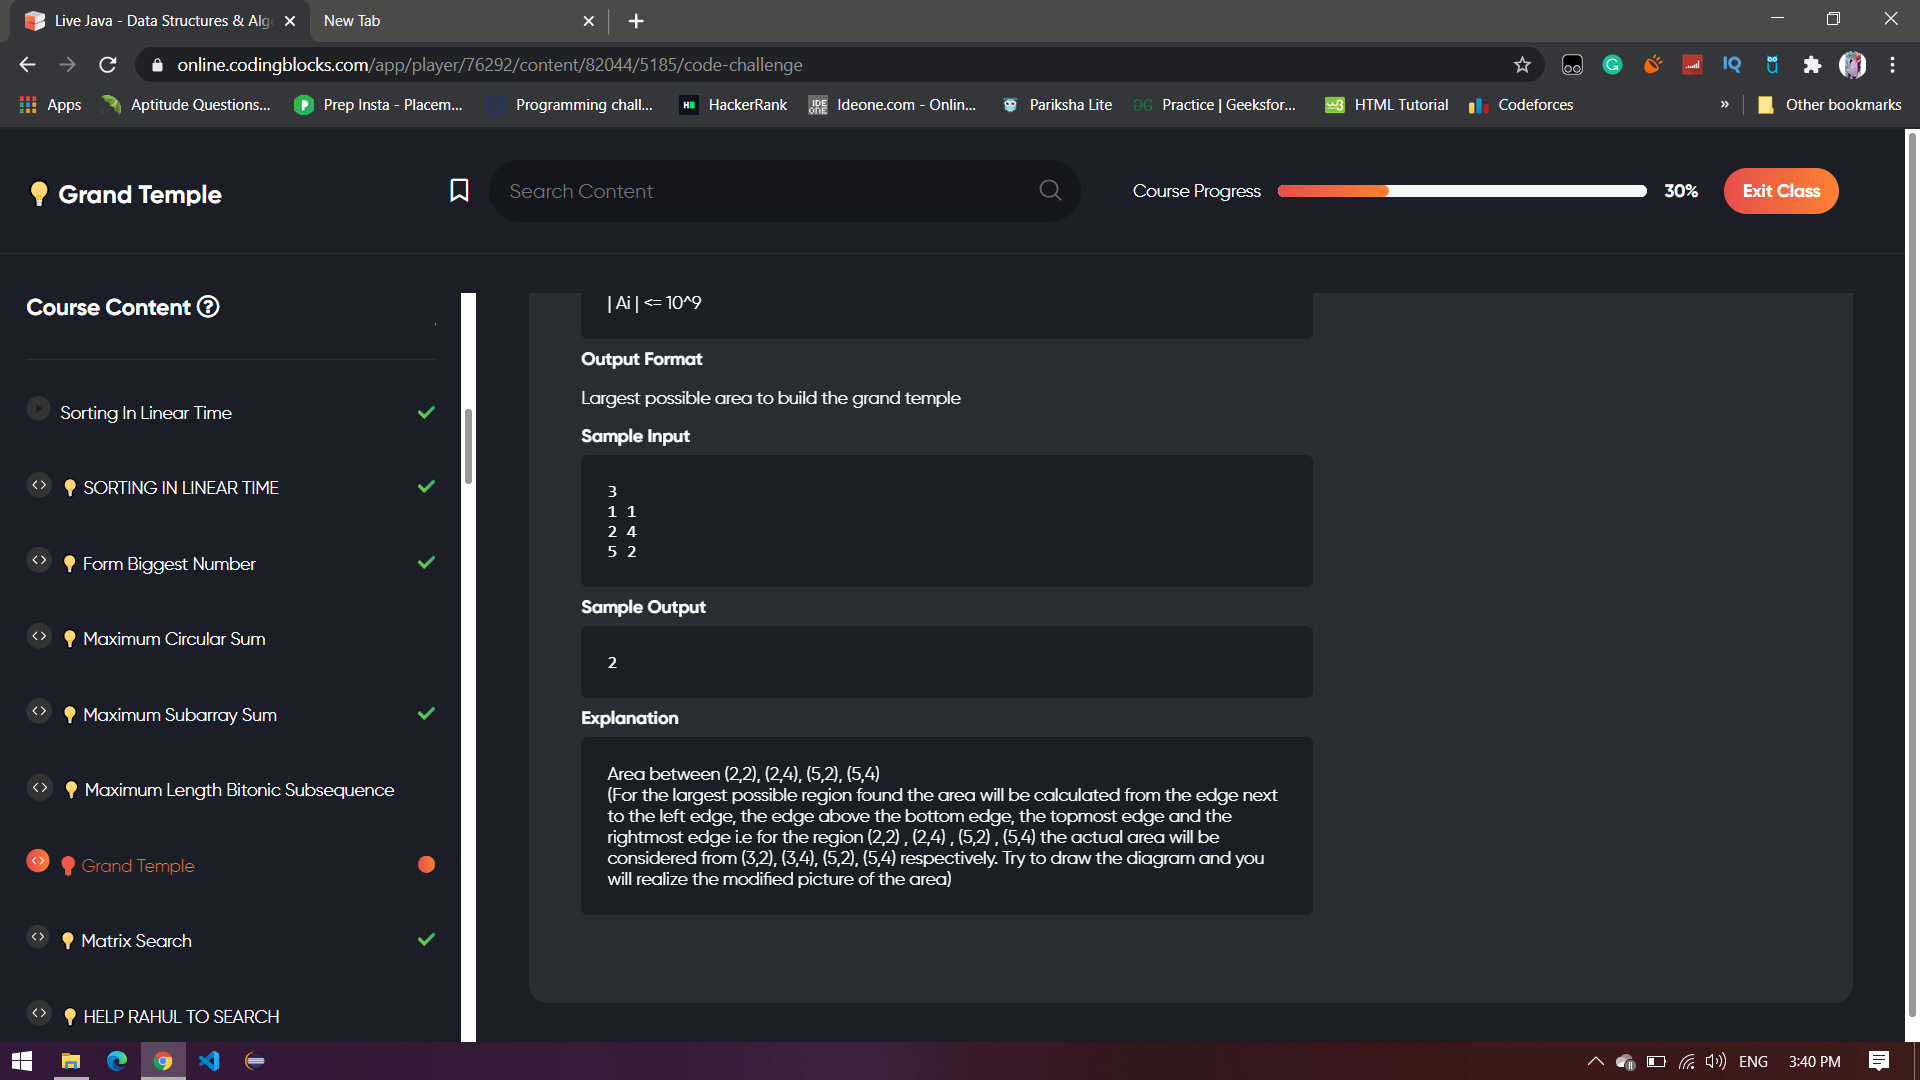 Live Java - Data Structures & Algo
New Tab
online.codingblocks.com/app/player/76292/content/82044/5185/code-challenge
IQ
Apps
Aptitude Questions...
Prep Insta - Placem...
Programming chall...
HackerRank
Ideone.com - Onlin...
Pariksha Lite
Practice | Geeksfor...
HTML Tutorial
Codeforces
»
Other bookmarks
Grand Temple
Search Content
Course Progress
30%
Exit Class
Course Content
Sorting In Linear Time
SORTING IN LINEAR TIME
Form Biggest Number
Maximum Circular Sum
Maximum Subarray Sum
Maximum Length Bitonic Subsequence
Grand Temple
Matrix Search
HELP RAHUL TO SEARCH
| Ai | <= 10^9
Output Format
Largest possible area to build the grand temple
Sample Input
3
1 1
2 4
5 2
Sample Output
2
Explanation
Area between (2,2), (2,4), (5,2), (5,4)
(For the largest possible region found the area will be calculated from the edge next
to the left edge, the edge above the bottom edge, the topmost edge and the
rightmost edge i.e for the region (2,2) , (2,4) , (5,2) , (5,4) the actual area will be
considered from (3,2), (3,4), (5,2), (5,4) respectively. Try to draw the diagram and you
will realize the modified picture of the area)
ENG
3:40 PM